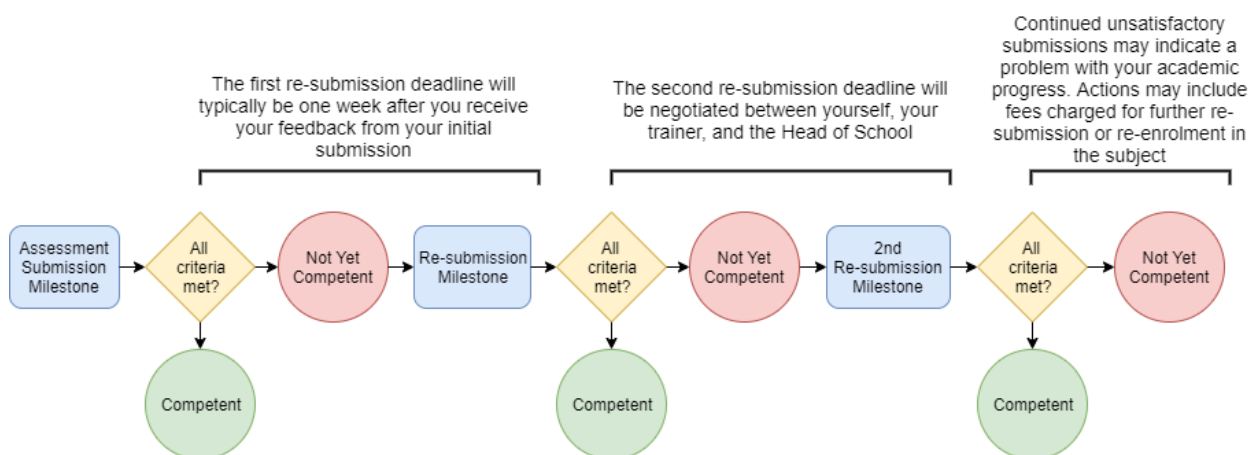 The first re-submission deadline will
typically be one week after you receive
your feedback from your initial
submission
The second re-submission deadline will
be negotiated between yourself, your
trainer, and the Head of School
Continued unsatisfactory
submissions may indicate a
problem with your academic
progress. Actions may include
fees charged for further re-
submission or re-enrolment in
the subject
Assessment
Submission
Milestone
All
criteria
met?
Not Yet
Competent
Re-submission
Milestone
All
criteria
met?
Not Yet
Competent
2nd
Re-submission
Milestone
All
criteria
met?
Not Yet
Competent
Competent
Competent
Competent